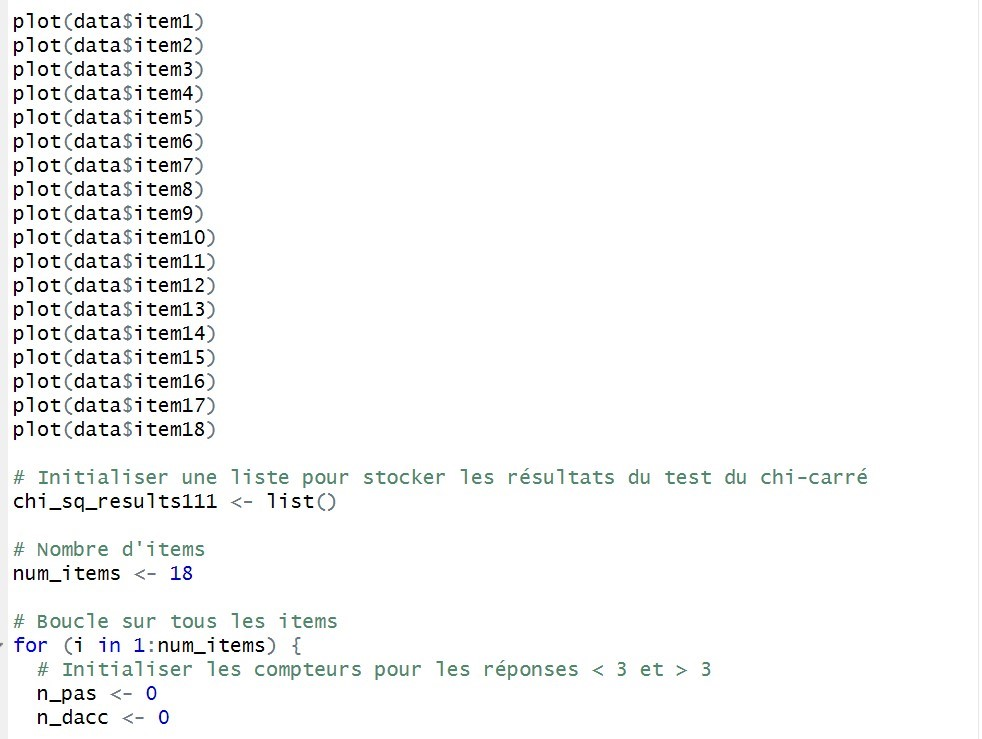 plot(data$item1)
plot(data$item2)
plot(data$item3)
plot(data$item4)
plot(data$item5)
plot(data$item6)
plot(data$item7)
plot(data$item8)
plot(data$item9)
plot(data$item10)
plot(data$item11)
plot(data$item12)
plot(data$item13)
plot(data$item14)
plot(data$item15)
plot(data$item16)
plot(data$item17)
plot(data$item18)
# Initialiser une liste pour stocker les résultats du test du chi-carré
chi_sq_results111 <- list()
# Nombre d'items
num_items <- 18
# Boucle sur tous les items
for (i in 1:num_items) {
# Initialiser les compteurs pour les réponses < 3 et > 3
n_pas <- 0
n_dacc <- 0